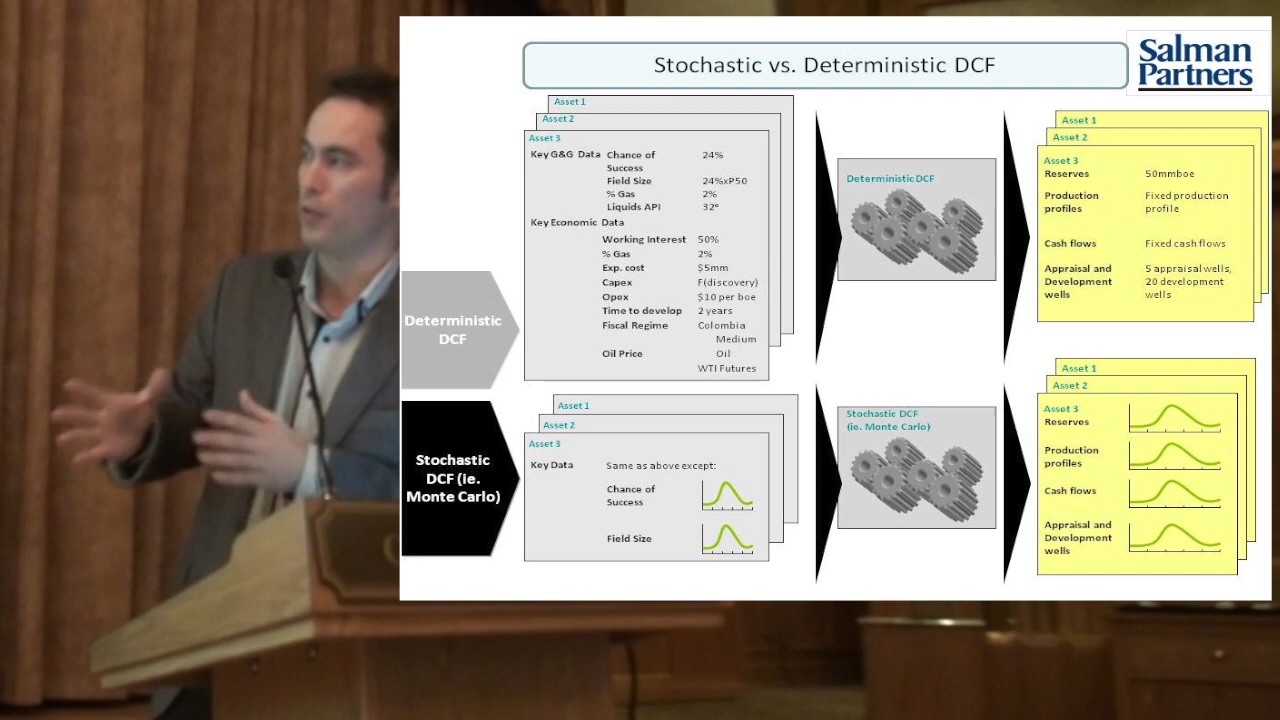 Stochastic vs. Deterministic DCF
Salman
Partners
Deterministic
DCF
Asset 1
Asset 2
Asset 3
Key G&G Data Chance of 24%
Success
Field Size 24%xP50
% Gas 2%
Liquids API 32°
Key Economic Data
Working Interest 50%
% Gas 2%
Exp. cost $5mm
Capex F(discovery)
Opex $10 per boe
Time to develop 2 years
Fiscal Regime Colombia
Medium
Oil Price Oil
WTI Futures
Deterministic DCF
Asset 1
Asset 2
Asset 3
Reserves 50mmboe
Production Fixed production
profiles profile
Cash flows Fixed cash flows
Appraisal and 5 appraisal wells,
Development 20 development
wells wells
Stochastic
DCF (ie.
Monte Carlo)
Asset 1
Asset 2
Asset 3
Key Data Same as above except:
Chance of
Success
Field Size
Stochastic DCF
(ie. Monte Carlo)
Asset 1
Asset 2
Asset 3
Reserves
Production
profiles
Cash flows
Appraisal and
Development
wells